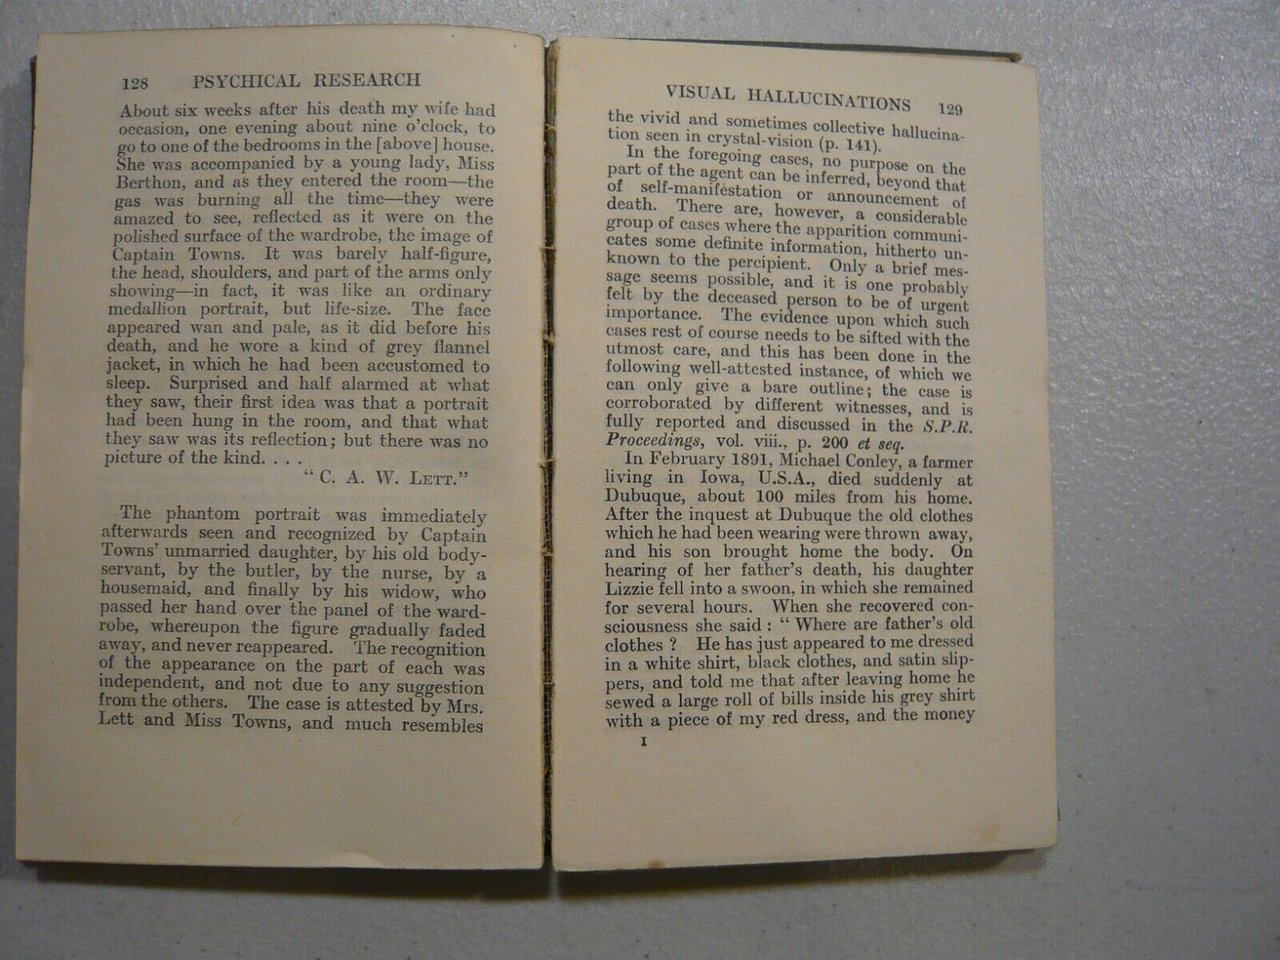 128 PSYCHICAL RESEARCH
About six weeks after his death my wife had
occasion, one evening about nine o'clock, to
go to one of the bedrooms in the [above] house.
She was accompanied by a young lady, Miss
Berthon, and as they entered the room—the
gas was burning all the time—they were
amazed to see, reflected as it were on the
polished surface of the wardrobe, the image of
Captain Towns. It was barely half-figure,
the head, shoulders, and part of the arms only
showing—in fact, it was like an ordinary
medallion portrait, but life-size. The face
appeared wan and pale, as it did before his
death, and he wore a kind of grey flannel
jacket, in which he had been accustomed to
sleep. Surprised and half alarmed at what
they saw, their first idea was that a portrait
had been hung in the room, and that what
they saw was its reflection; but there was no
picture of the kind. . . .
"C. A. W. LETT."
The phantom portrait was immediately
afterwards seen and recognized by Captain
Towns' unmarried daughter, by his old body-
servant, by the butler, by the nurse, by a
housemaid, and finally by his widow, who
passed her hand over the panel of the ward-
robe, whereupon the figure gradually faded
away, and never reappeared. The recognition
of the appearance on the part of each was
independent, and not due to any suggestion
from the others. The case is attested by Mrs.
Lett and Miss Towns, and much resembles
VISUAL HALLUCINATIONS 129
the vivid and sometimes collective hallucina-
tion seen in crystal-vision (p. 141).
In the foregoing cases, no purpose on the
part of the agent can be inferred, beyond that
of self-manifestation or announcement of
death. There are, however, a considerable
group of cases where the apparition communi-
cates some definite information, hitherto un-
known to the percipient. Only a brief mes-
sage seems possible, and it is one probably
felt by the deceased person to be of urgent
importance. The evidence upon which such
cases rest of course needs to be sifted with the
utmost care, and this has been done in the
following well-attested instance, of which we
can only give a bare outline; the case is
corroborated by different witnesses, and is
fully reported and discussed in the S.P.R.
Proceedings, vol. viii., p. 200 et seq.
In February 1891, Michael Conley, a farmer
living in Iowa, U.S.A., died suddenly at
Dubuque, about 100 miles from his home.
After the inquest at Dubuque the old clothes
which he had been wearing were thrown away,
and his son brought home the body. On
hearing of her father's death, his daughter
Lizzie fell into a swoon, in which she remained
for several hours. When she recovered con-
sciousness she said: "Where are father's old
clothes? He has just appeared to me dressed
in a white shirt, black clothes, and satin slip-
pers, and told me that after leaving home he
sewed a large roll of bills inside his grey shirt
with a piece of my red dress, and the money
I